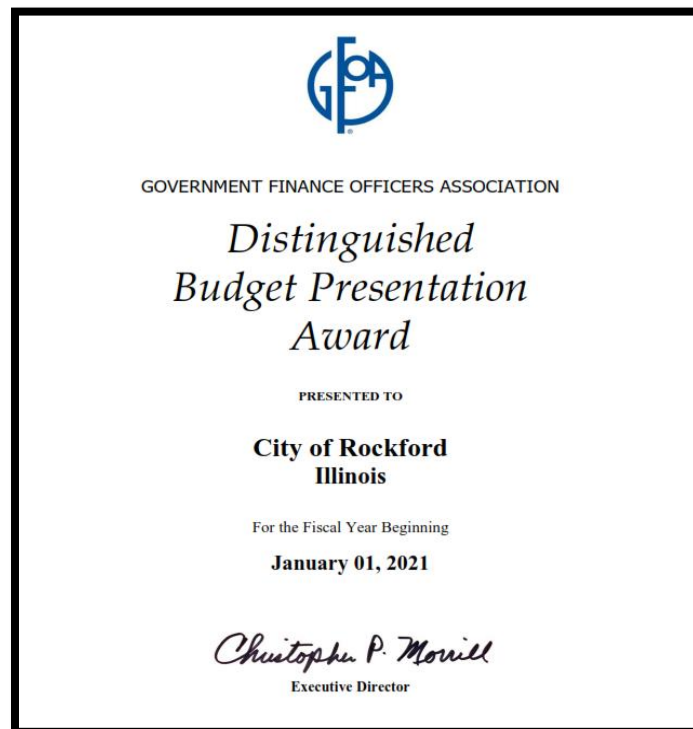 GFOA
®
GOVERNMENT FINANCE OFFICERS ASSOCIATION
Distinguished
Budget Presentation
Award
PRESENTED TO
City of Rockford
Illinois
For the Fiscal Year Beginning
January 01, 2021
Christopher P. Morrill
Executive Director